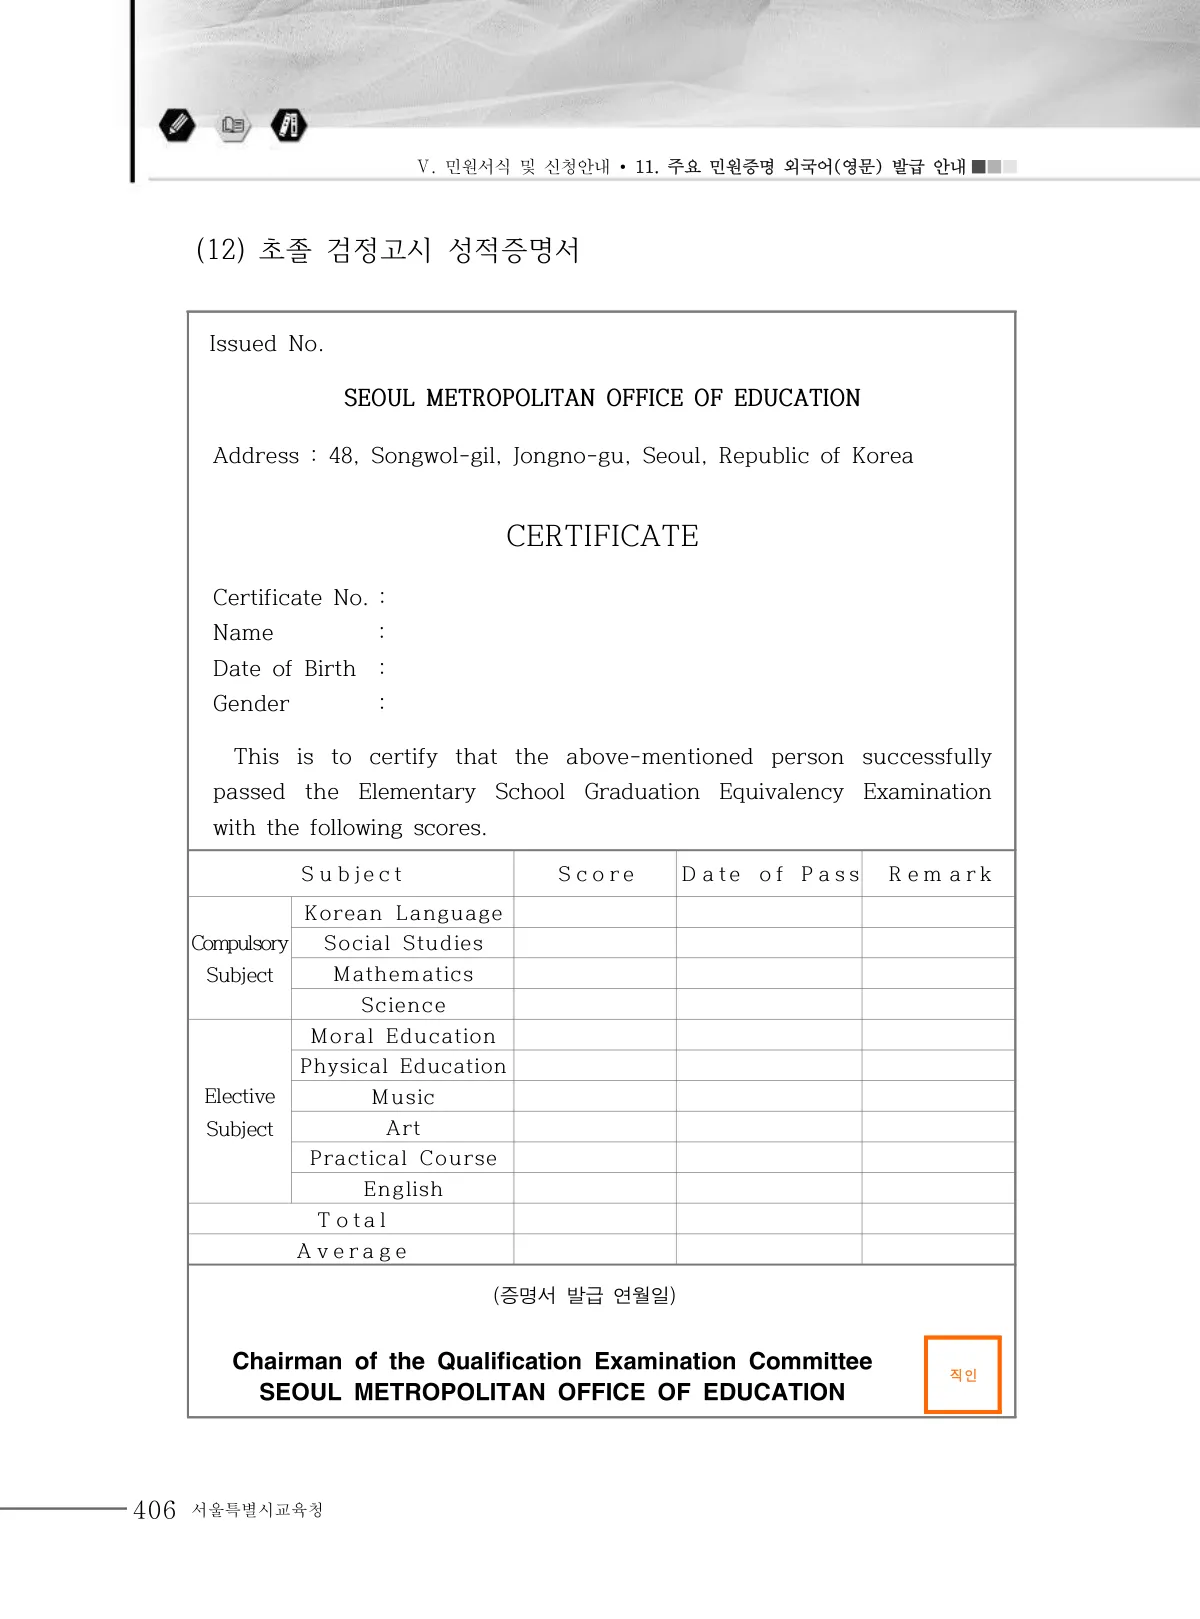 Ⅴ. 민원서식 및 신청안내 • 11. 주요 민원증명 외국어(영문) 발급 안내
(12) 초졸 검정고시 성적증명서
Issued No.
SEOUL METROPOLITAN OFFICE OF EDUCATION
Address : 48, Songwol-gil, Jongno-gu, Seoul, Republic of Korea
CERTIFICATE
Certificate No. :
Name :
Date of Birth :
Gender :
This is to certify that the above-mentioned person successfully
passed the Elementary School Graduation Equivalency Examination
with the following scores.
Subject Score Date of Pass Remark
Compulsory Subject
Korean Language
Social Studies
Mathematics
Science
Elective Subject
Moral Education
Physical Education
Music
Art
Practical Course
English
Total
Average
(증명서 발급 연월일)
Chairman of the Qualification Examination Committee
SEOUL METROPOLITAN OFFICE OF EDUCATION
직인
406 서울특별시교육청